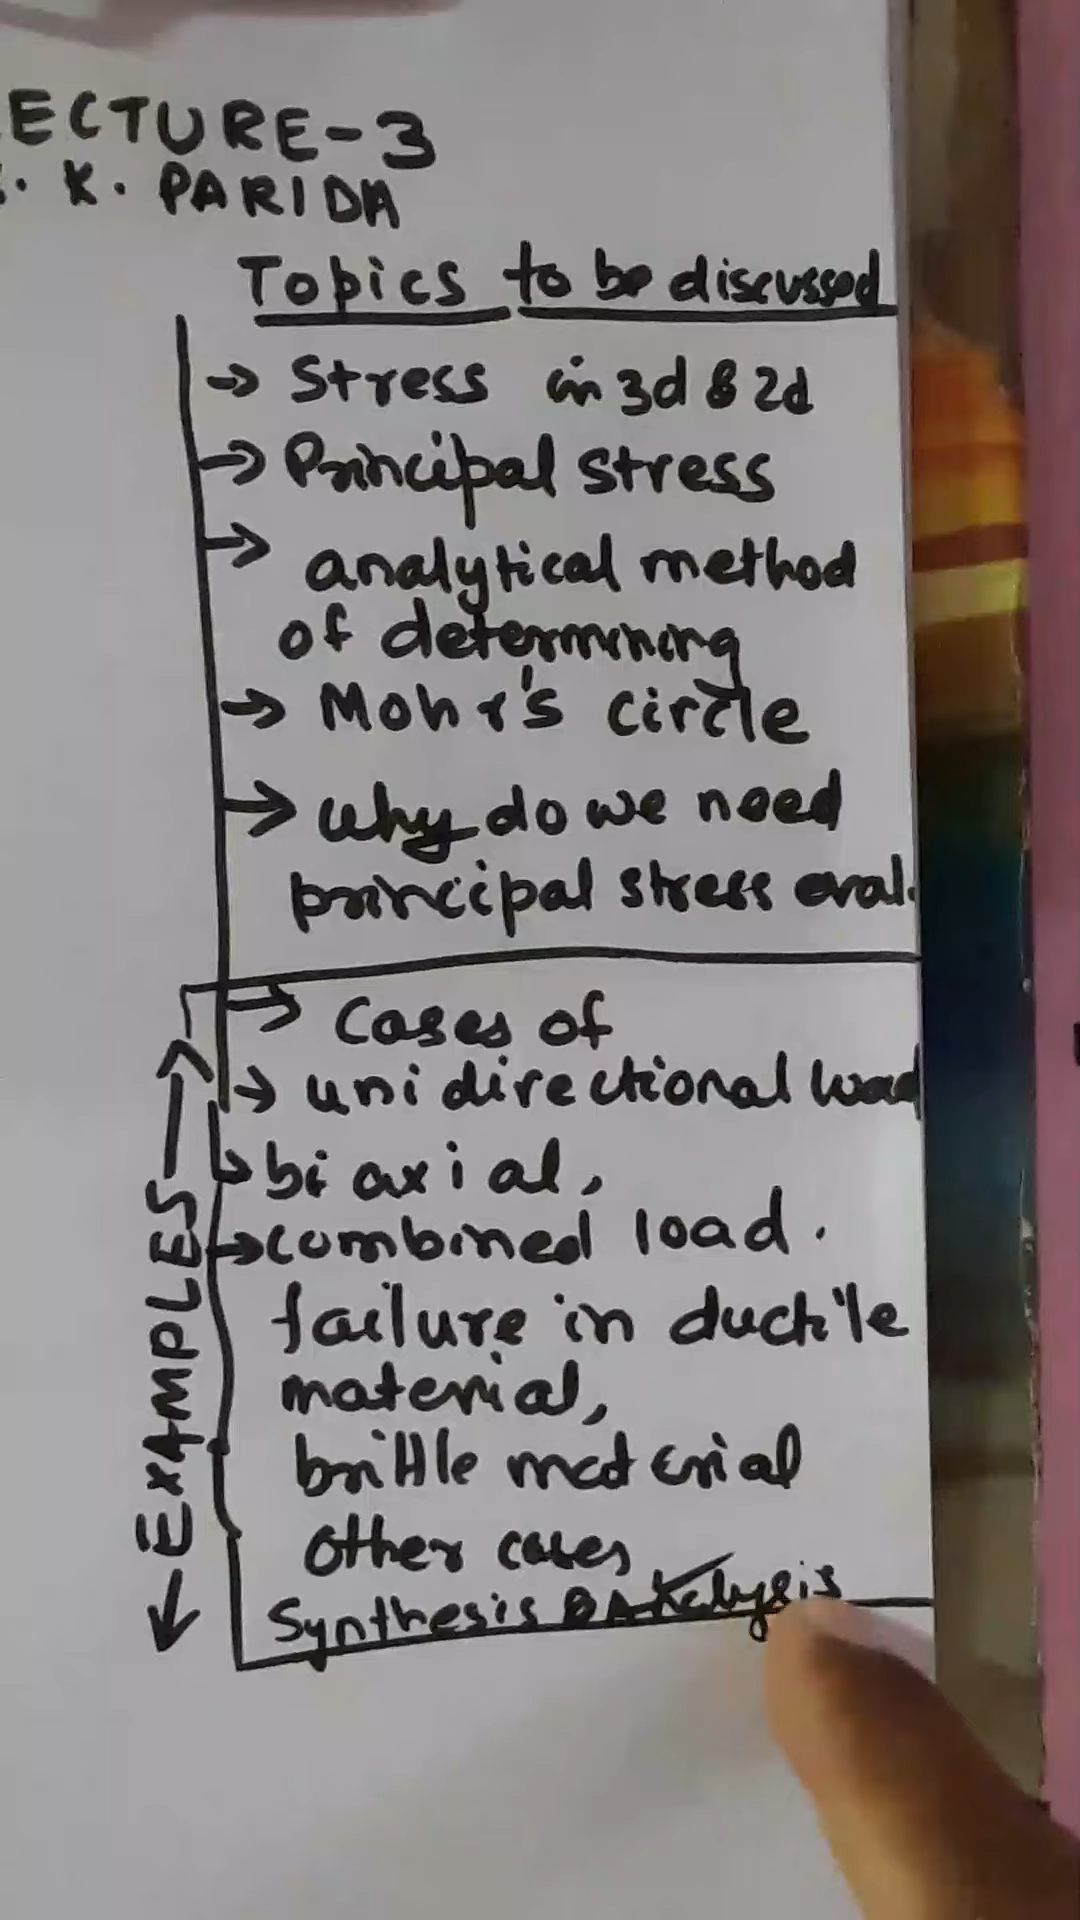 ECTURE-3
. K. PARIDA
Topics to be discussed
→ Stress in 3d & 2d
→ Principal stress
→ analytical method
of determining
→ Mohr's circle
→ why do we need
principal stress eval.
→ Cases of
→ unidirectional load
→ bi axial,
→ combined load.
failure in ductile
material,
brittle material
other cases
Synthesis & Analysis
← EXAMPLES →